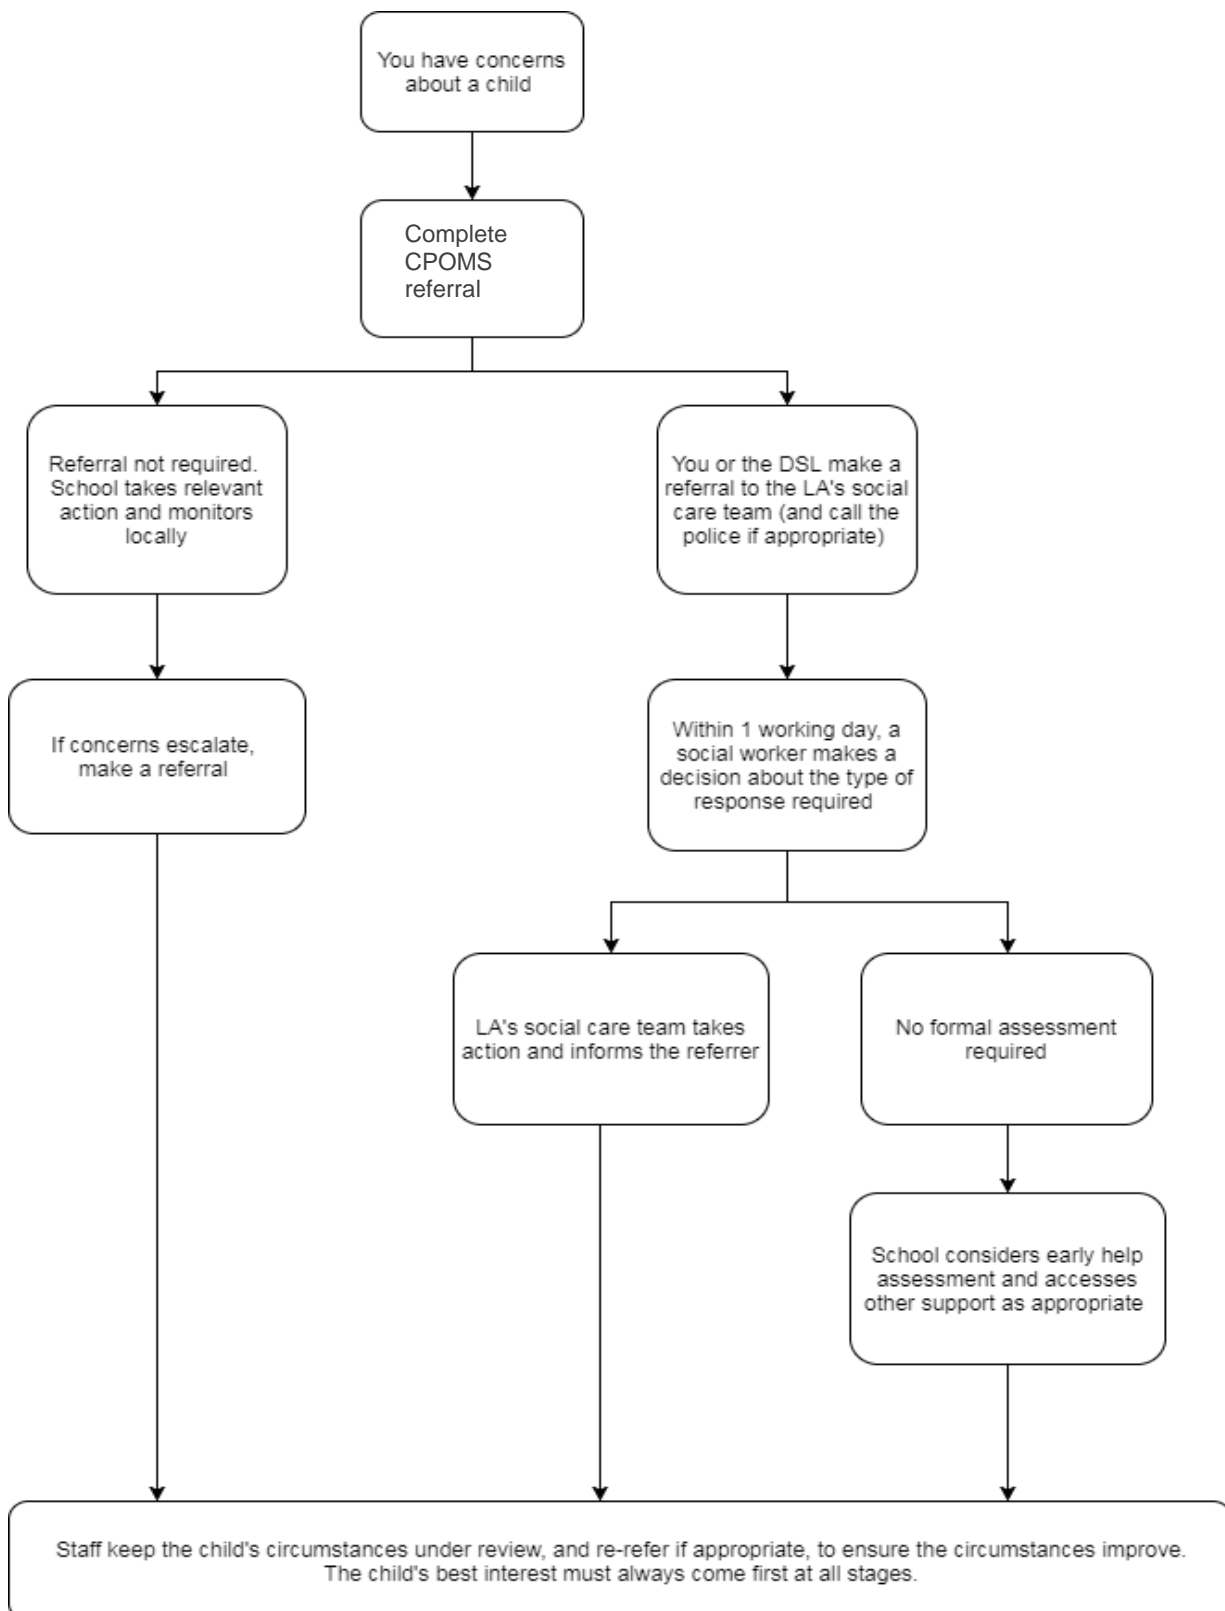 You have concerns
about a child
Complete
CPOMS
referral
Referral not required.
School takes relevant
action and monitors
locally
You or the DSL make a
referral to the LA's social
care team (and call the
police if appropriate)
If concerns escalate,
make a referral
Within 1 working day, a
social worker makes a
decision about the type of
response required
LA's social care team takes
action and informs the referrer
No formal assessment
required
School considers early help
assessment and accesses
other support as appropriate
Staff keep the child's circumstances under review, and re-refer if appropriate, to ensure the circumstances improve.
The child's best interest must always come first at all stages.